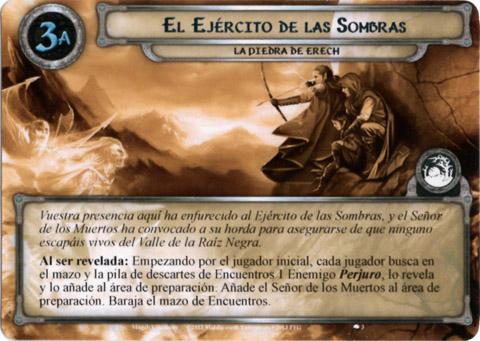 3A
El Ejército de las Sombras
La Piedra de Erech
Vuestra presencia aquí ha enfurecido al Ejército de las Sombras, y el Señor
de los Muertos ha convocado a su horda para asegurarse de que ninguno
escapáis vivos del Valle de la Raíz Negra.
Al ser revelada: Empezando por el jugador inicial, cada jugador busca en
el mazo y la pila de descartes de Encuentros 1 Enemigo Perjuro, lo revela
y lo añade al área de preparación. Añade el Señor de los Muertos al área de
preparación. Baraja el mazo de Encuentros.